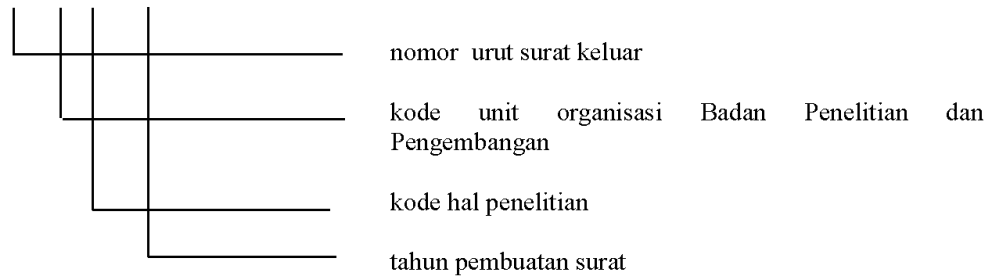 nomor urut surat keluar
kode unit organisasi Badan Penelitian dan
Pengembangan
kode hal penelitian
tahun pembuatan surat